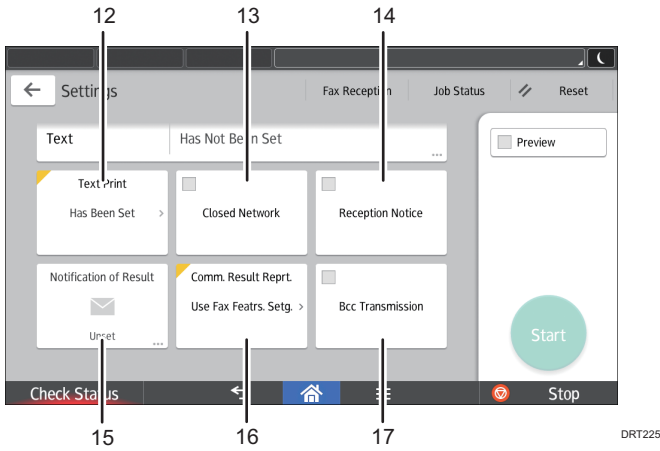 12 13 14
Settings Fax Reception Job Status Reset
Text Has Not Been Set
Preview
Text Print
Has Been Set >
Closed Network
Reception Notice
Notification of Result
Unset
Comm. Result Reprt.
Use Fax Featrs. Setg. >
Bcc Transmission
Start
Check Status Stop
15 16 17
DRT225